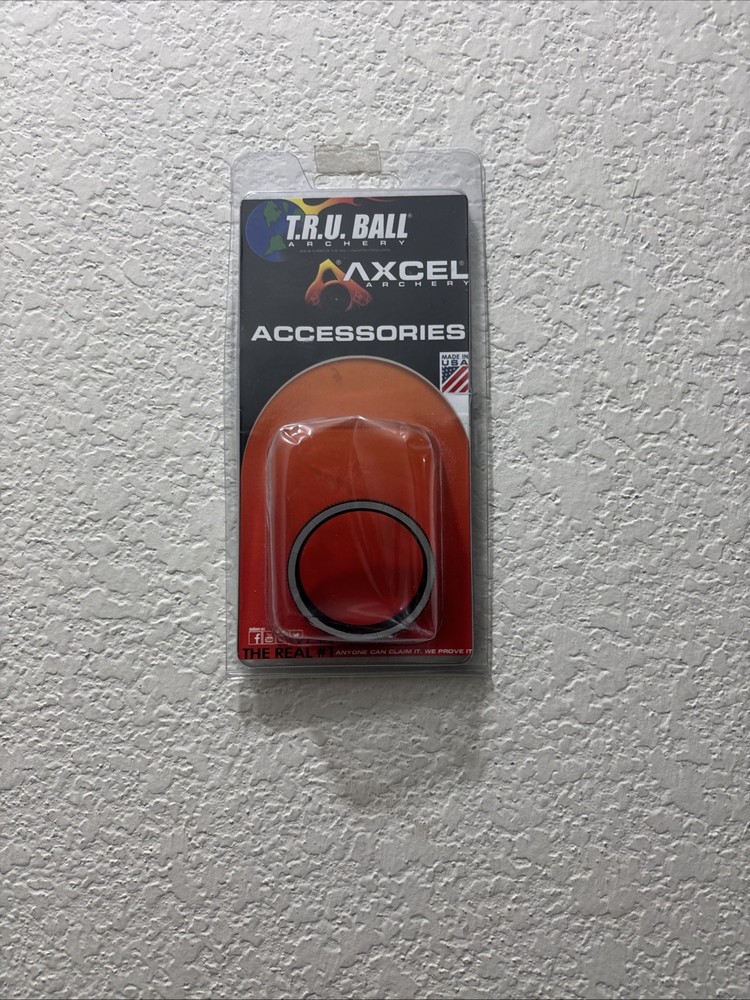 T.R.U. BALL®
ARCHERY
AXCEL®
ARCHERY
ACCESSORIES
MADE IN
USA
THE REAL #1 ANYONE CAN CLAIM IT, WE PROVE IT